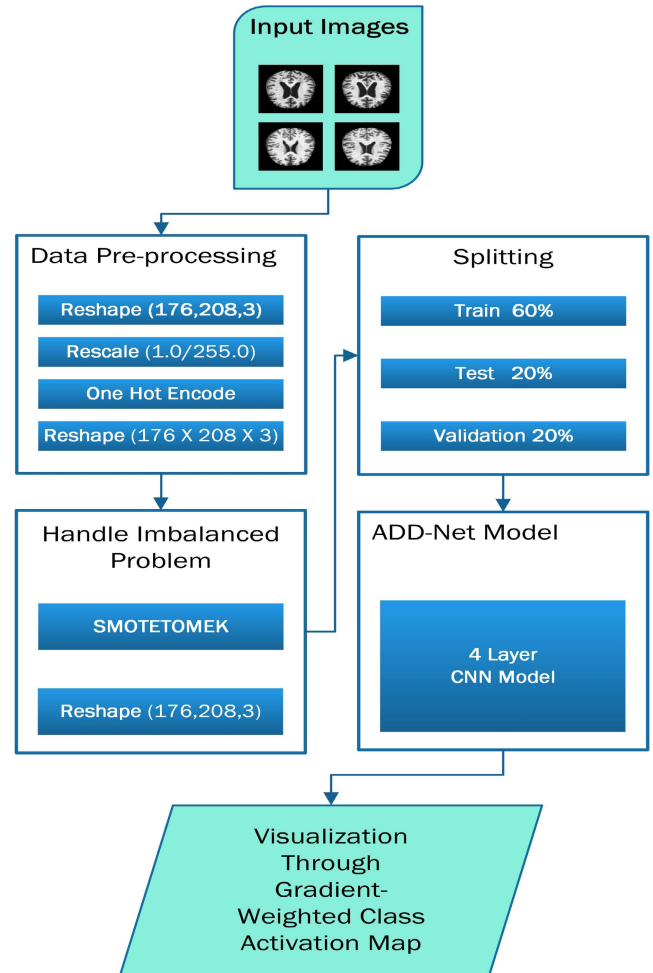 Input Images
Data Pre-processing
Reshape (176,208,3)
Rescale (1.0/255.0)
One Hot Encode
Reshape (176 X 208 X 3)
Handle Imbalanced
Problem
SMOTETOMEK
Reshape (176,208,3)
Splitting
Train 60%
Test 20%
Validation 20%
ADD-Net Model
4 Layer
CNN Model
Visualization
Through
Gradient-
Weighted Class
Activation Map